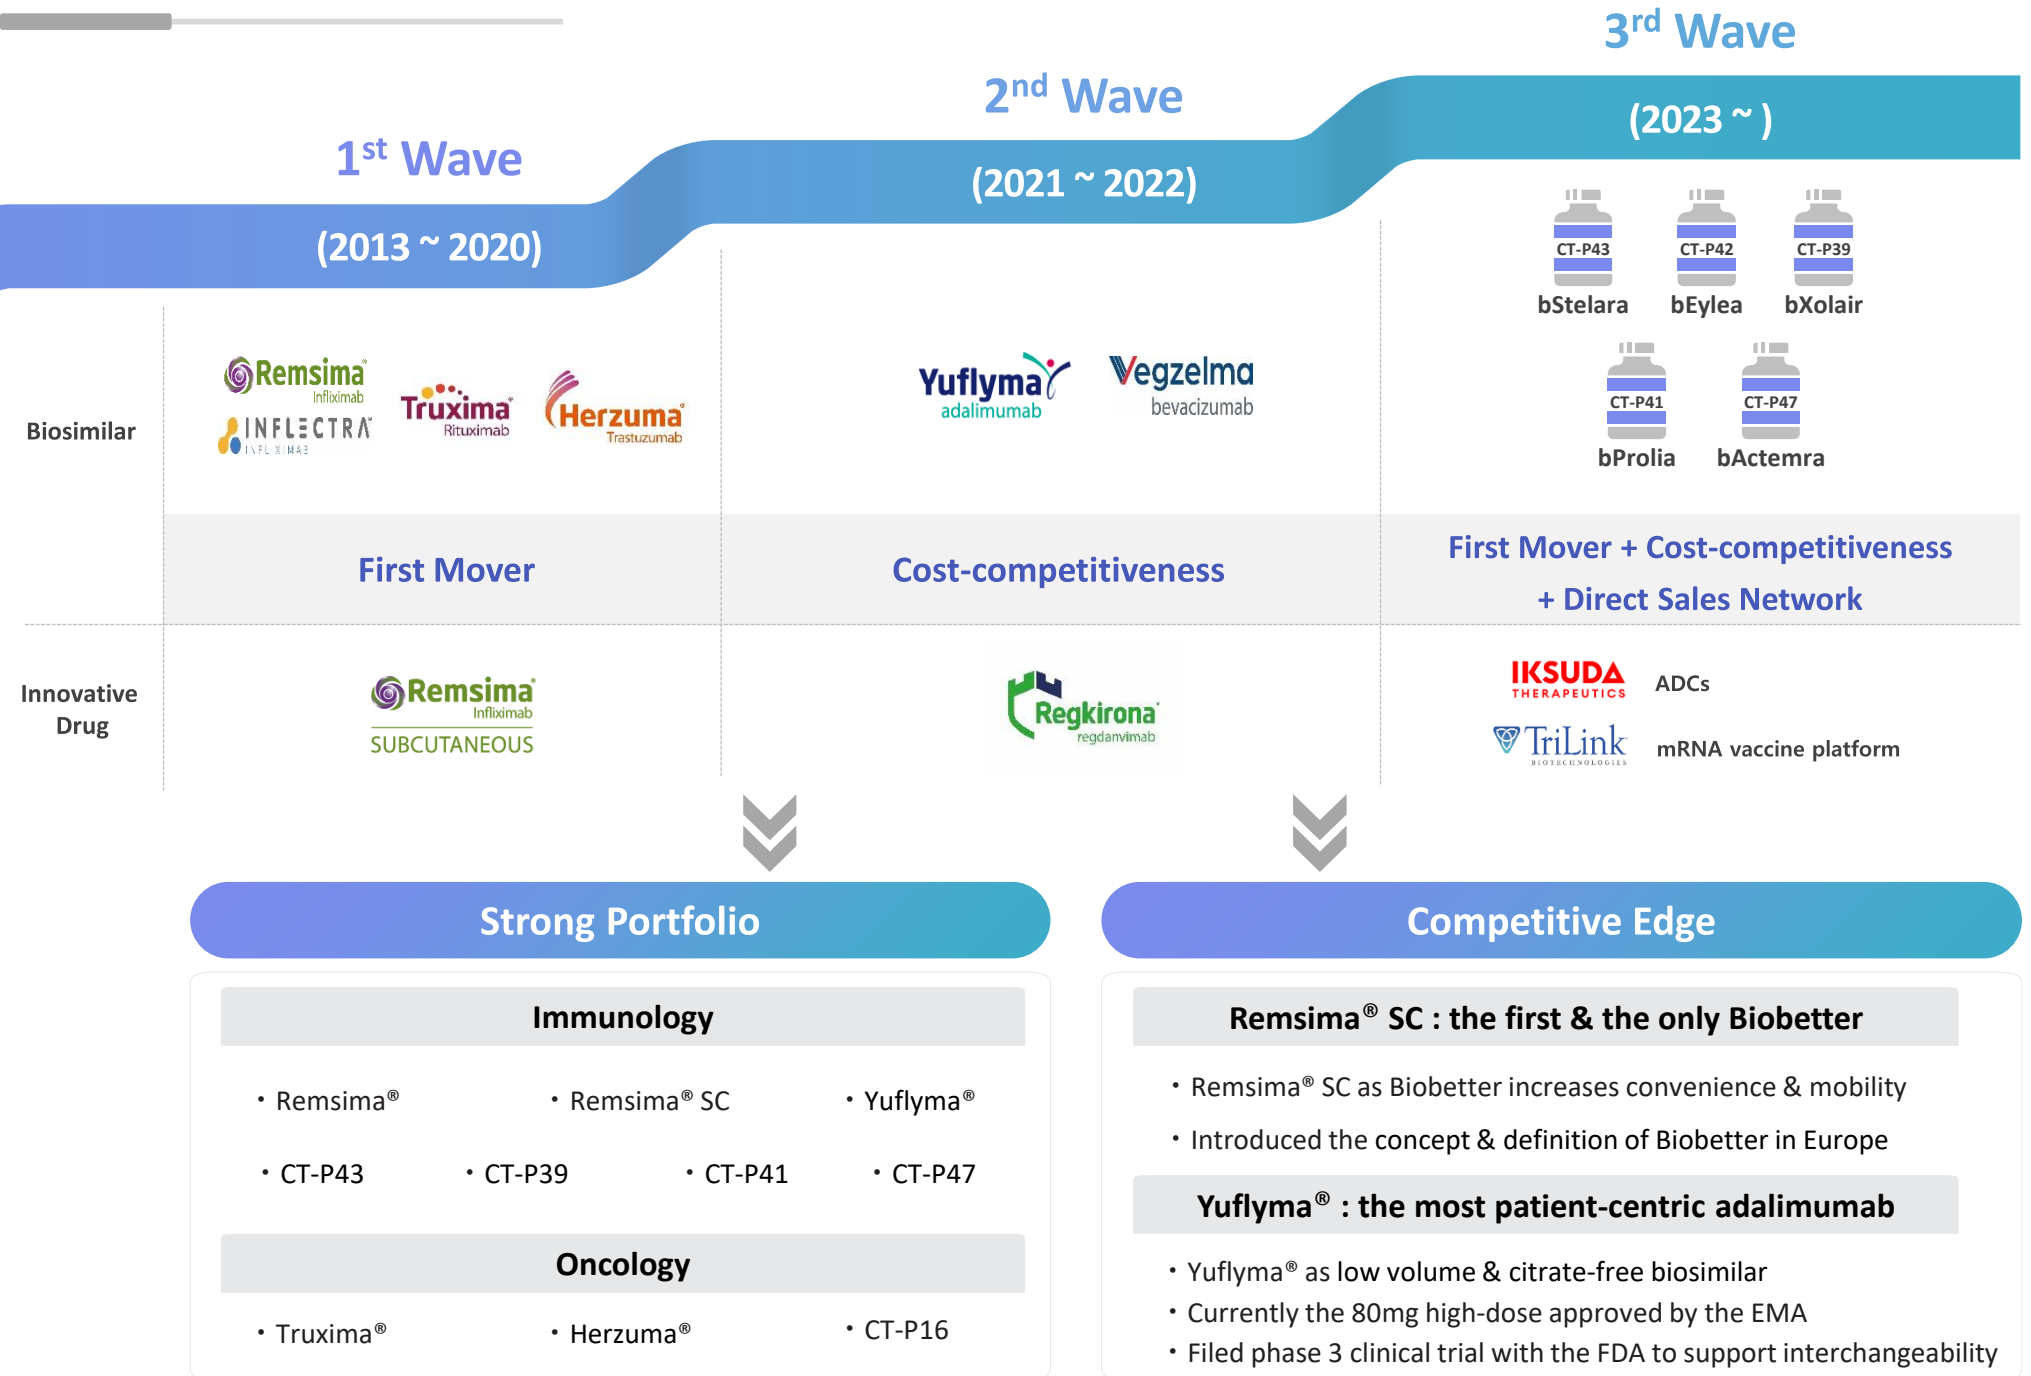 1st Wave
2nd Wave
3rd Wave
(2013 ~ 2020)
(2021 ~ 2022)
(2023 ~ )
Biosimilar
Remsima®
Infliximab
INFLECTRA
INFLIXIMAB
Truxima®
Rituximab
Herzuma®
Trastuzumab
Yuflyma
adalimumab
Vegzelma
bevacizumab
CT-P43
CT-P42
CT-P39
bStelara
bEylea
bXolair
CT-P41
CT-P47
bProlia
bActemra
First Mover
Cost-competitiveness
First Mover + Cost-competitiveness
+ Direct Sales Network
Innovative
Drug
Remsima®
Infliximab
SUBCUTANEOUS
Regkirona
regdanvimab
IKSUDA
THERAPEUTICS
ADCs
TriLink
BIOTECHNOLOGIES
mRNA vaccine platform
Strong Portfolio
Immunology
・Remsima®
・Remsima® SC
・Yuflyma®
・CT-P43
・CT-P39
・CT-P41
・CT-P47
Oncology
・Truxima®
・Herzuma®
・CT-P16
Competitive Edge
Remsima® SC : the first & the only Biobetter
・Remsima® SC as Biobetter increases convenience & mobility
・Introduced the concept & definition of Biobetter in Europe
Yuflyma® : the most patient-centric adalimumab
・Yuflyma® as low volume & citrate-free biosimilar
・Currently the 80mg high-dose approved by the EMA
・Filed phase 3 clinical trial with the FDA to support interchangeability